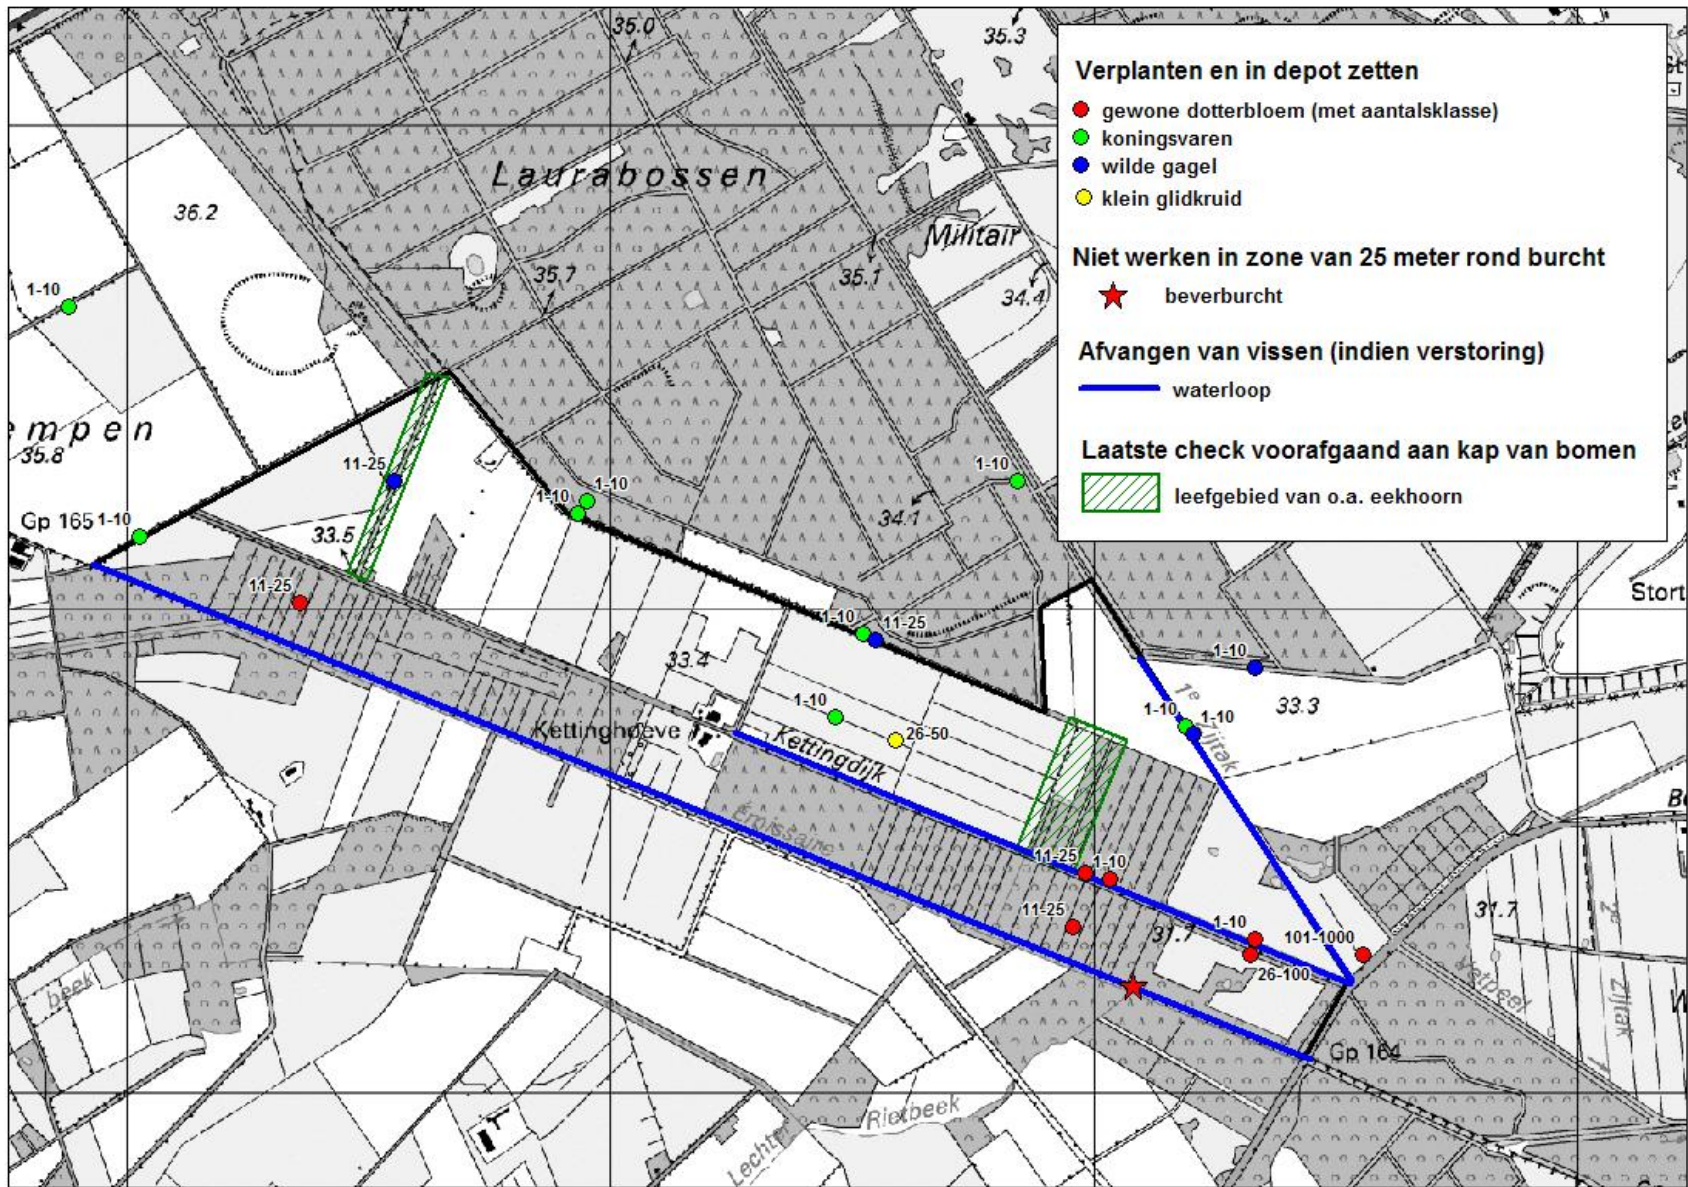 35.0
35.3
Verplanten en in depot zetten
gewone dotterbloem (met aantalsklasse)
koningsvaren
wilde gagel
klein glidkruid
Niet werken in zone van 25 meter rond burcht
beverburcht
Afvangen van vissen (indien verstoring)
waterloop
Laatste check voorafgaand aan kap van bomen
leefgebied van o.a. eekhoorn
Laurabossen
36.2
Militair
35.7
35.1
34.4
1-10
empen
35.8
11-25
1-10
1-10
1-10
34.1
Gp 165
1-10
33.5
Stort
11-25
1-10
11-25
33.4
1-10
1e Zijtak
33.3
1-10
1-10
1-10
Kettinghoeve
26-50
Kettingdijk
11-25
1-10
11-25
31.7
1-10
101-1000
26-100
31.7
2e
Zijtak
Vetpeel
beek
Gp 164
Rietbeek